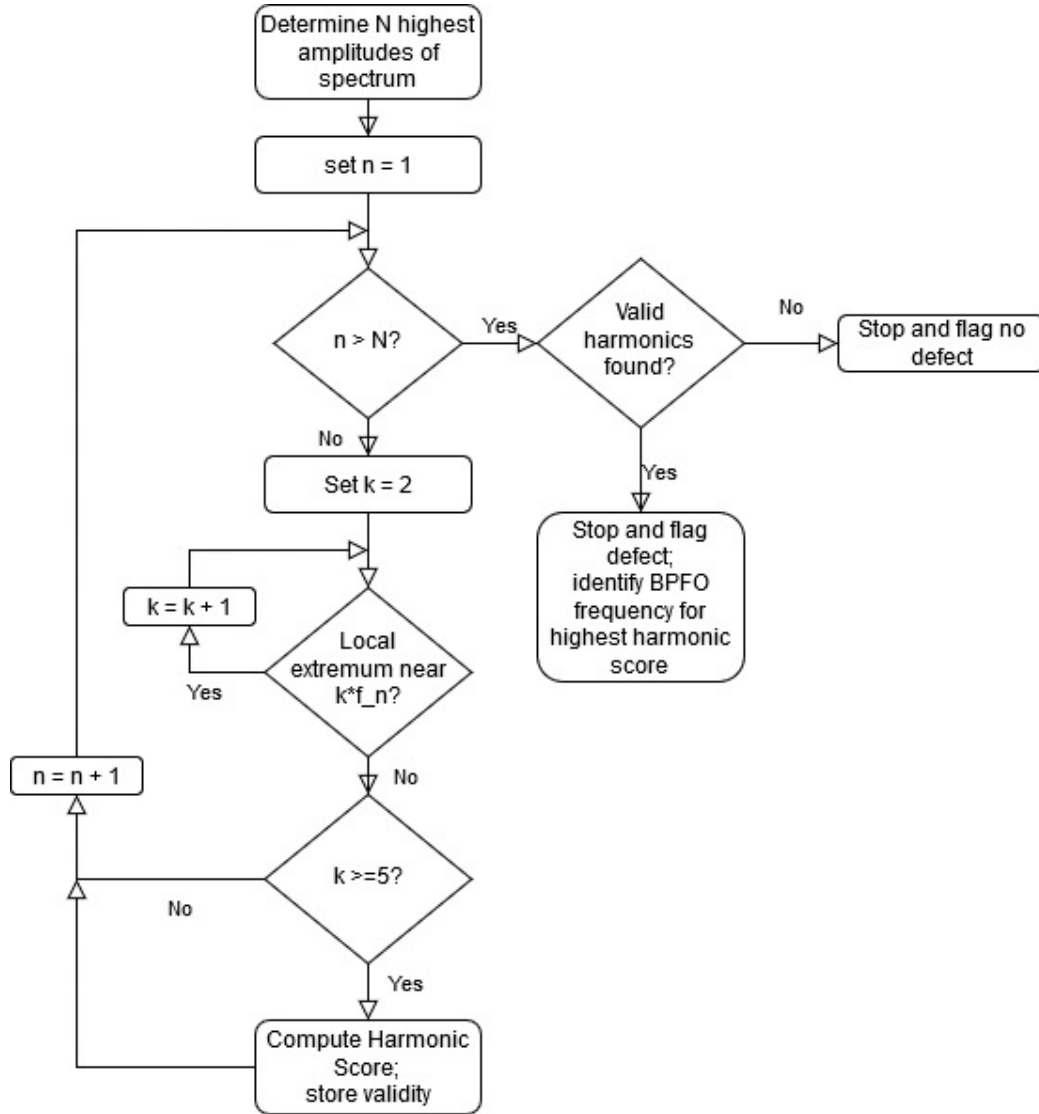 Determine N highest
amplitudes of
spectrum
set n = 1
n > N?
Yes
Valid
harmonics
found?
No
Stop and flag no
defect
No
Set k = 2
Yes
Stop and flag
defect;
identify BPFO
frequency for
highest harmonic
score
k = k + 1
Local
extremum near
k*f_n?
Yes
No
n = n + 1
k >=5?
No
Yes
Compute Harmonic
Score;
store validity